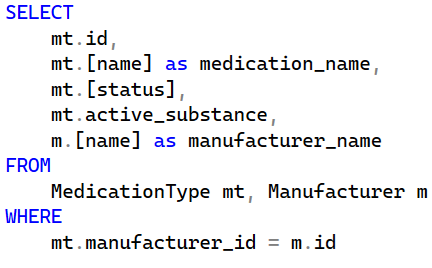 SELECT
    mt.id,
    mt.[name] as medication_name,
    mt.[status],
    mt.active_substance,
    m.[name] as manufacturer_name
FROM
    MedicationType mt, Manufacturer m
WHERE
    mt.manufacturer_id = m.id